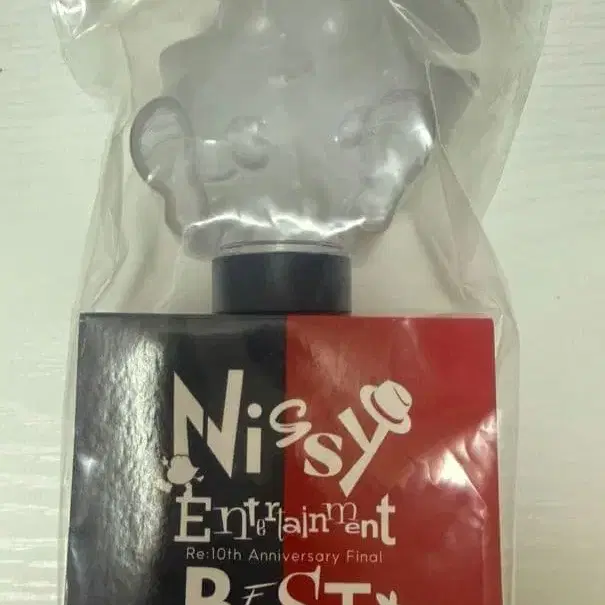 Nissy
Entertainment
Re:10th Anniversary Final
BEST